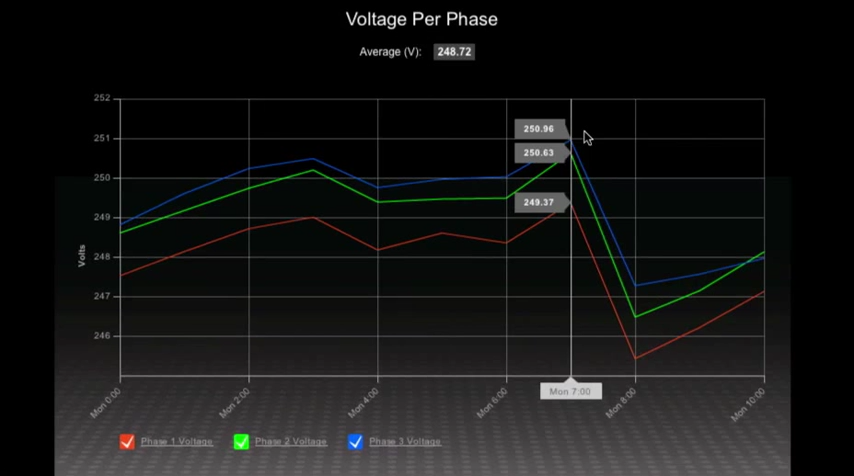 Voltage Per Phase
Average (V): 248.72
252
251
250
249
248
247
246
Volts
250.96
250.63
249.37
Mon 0:00
Mon 2:00
Mon 4:00
Mon 6:00
Mon 7:00
Mon 8:00
Mon 10:00
Phase 1 Voltage
Phase 2 Voltage
Phase 3 Voltage